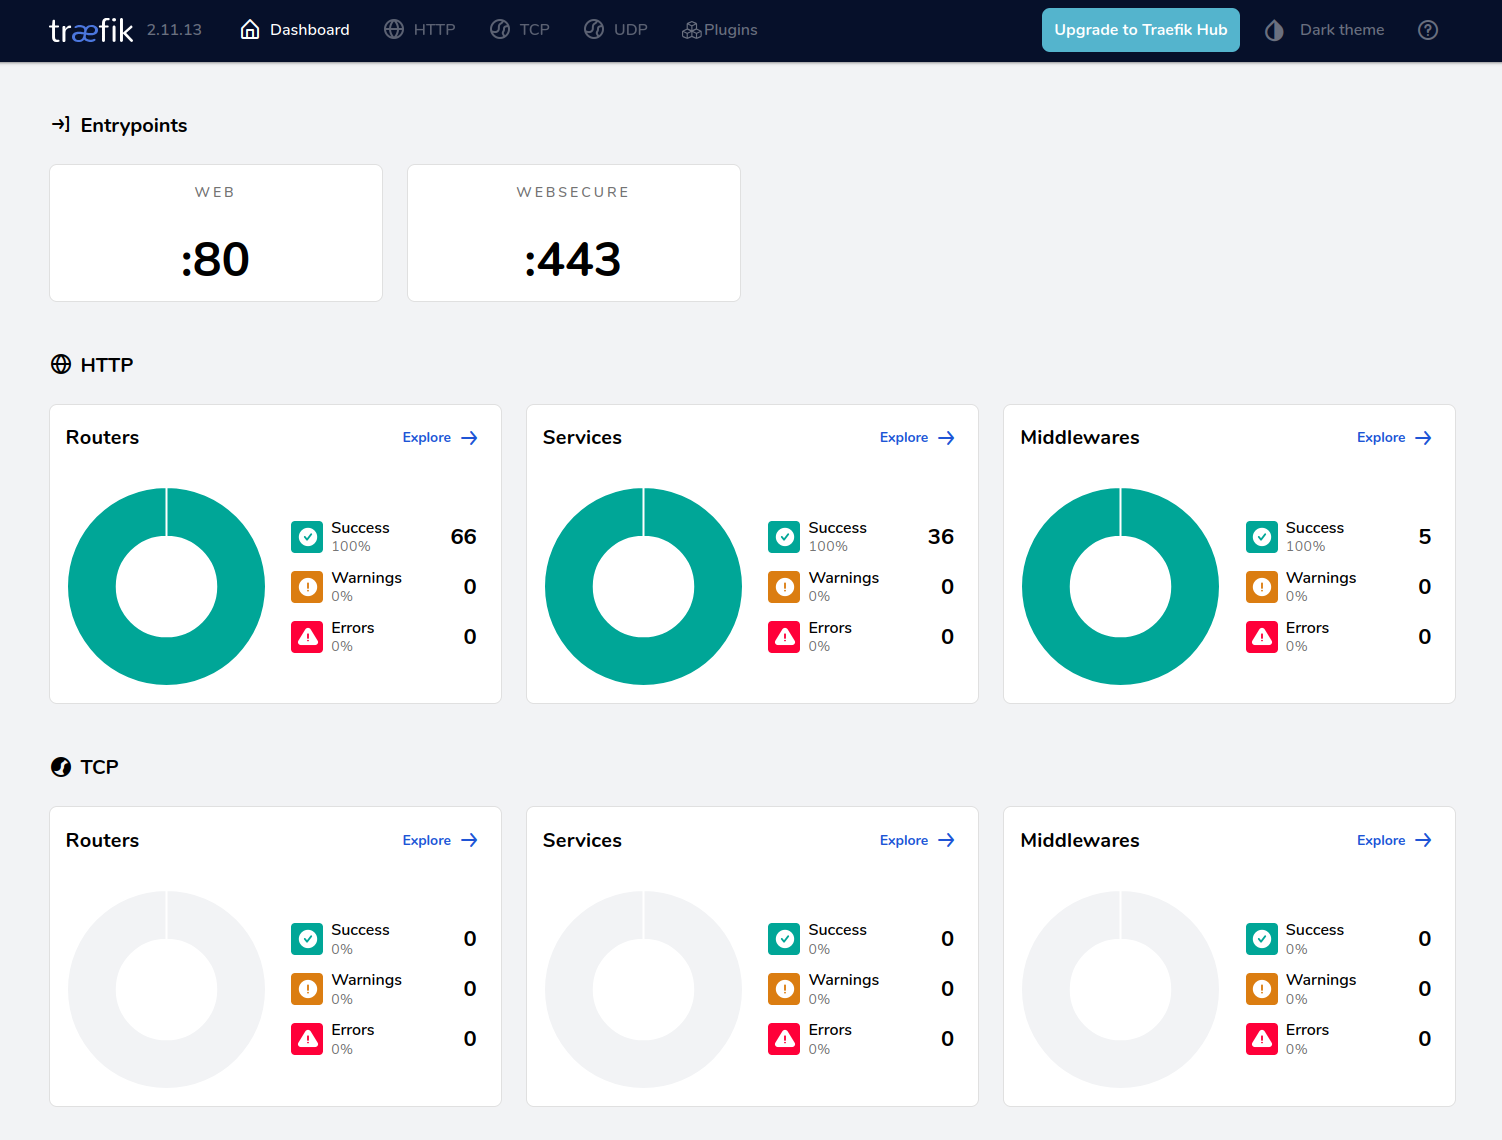 træfik 2.11.13 Dashboard HTTP TCP UDP Plugins Upgrade to Traefik Hub Dark theme
Entrypoints
WEB
:80
WEBSECURE
:443
HTTP
Routers Explore
Success 66
100%
Warnings 0
0%
Errors 0
0%
Services Explore
Success 36
100%
Warnings 0
0%
Errors 0
0%
Middlewares Explore
Success 5
100%
Warnings 0
0%
Errors 0
0%
TCP
Routers Explore
Success 0
0%
Warnings 0
0%
Errors 0
0%
Services Explore
Success 0
0%
Warnings 0
0%
Errors 0
0%
Middlewares Explore
Success 0
0%
Warnings 0
0%
Errors 0
0%